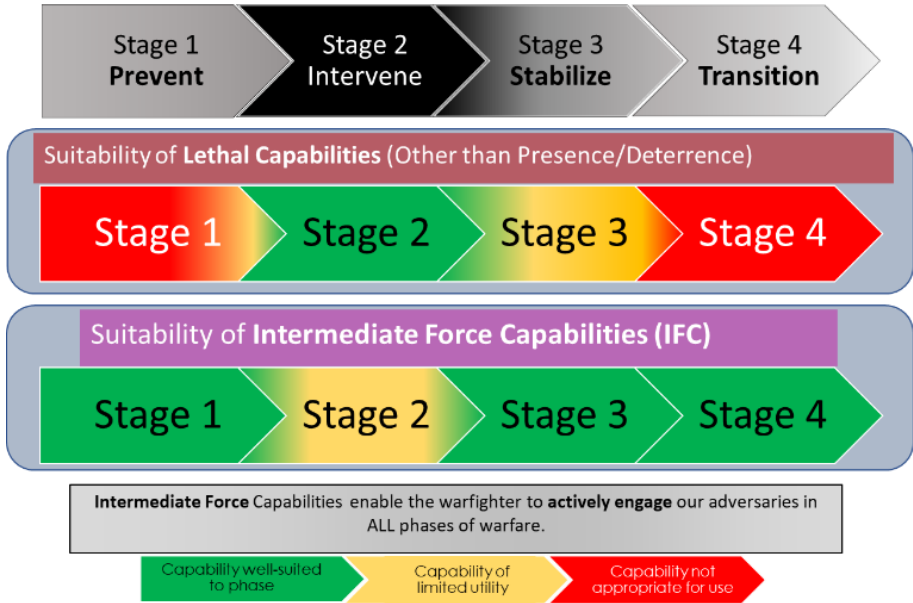 Stage 1
Prevent
Stage 2
Intervene
Stage 3
Stabilize
Stage 4
Transition
Suitability of Lethal Capabilities (Other than Presence/Deterrence)
Stage 1
Stage 2
Stage 3
Stage 4
Suitability of Intermediate Force Capabilities (IFC)
Stage 1
Stage 2
Stage 3
Stage 4
Intermediate Force Capabilities enable the warfighter to actively engage our adversaries in
ALL phases of warfare.
Capability well-suited
to phase
Capability of
limited utility
Capability not
appropriate for use